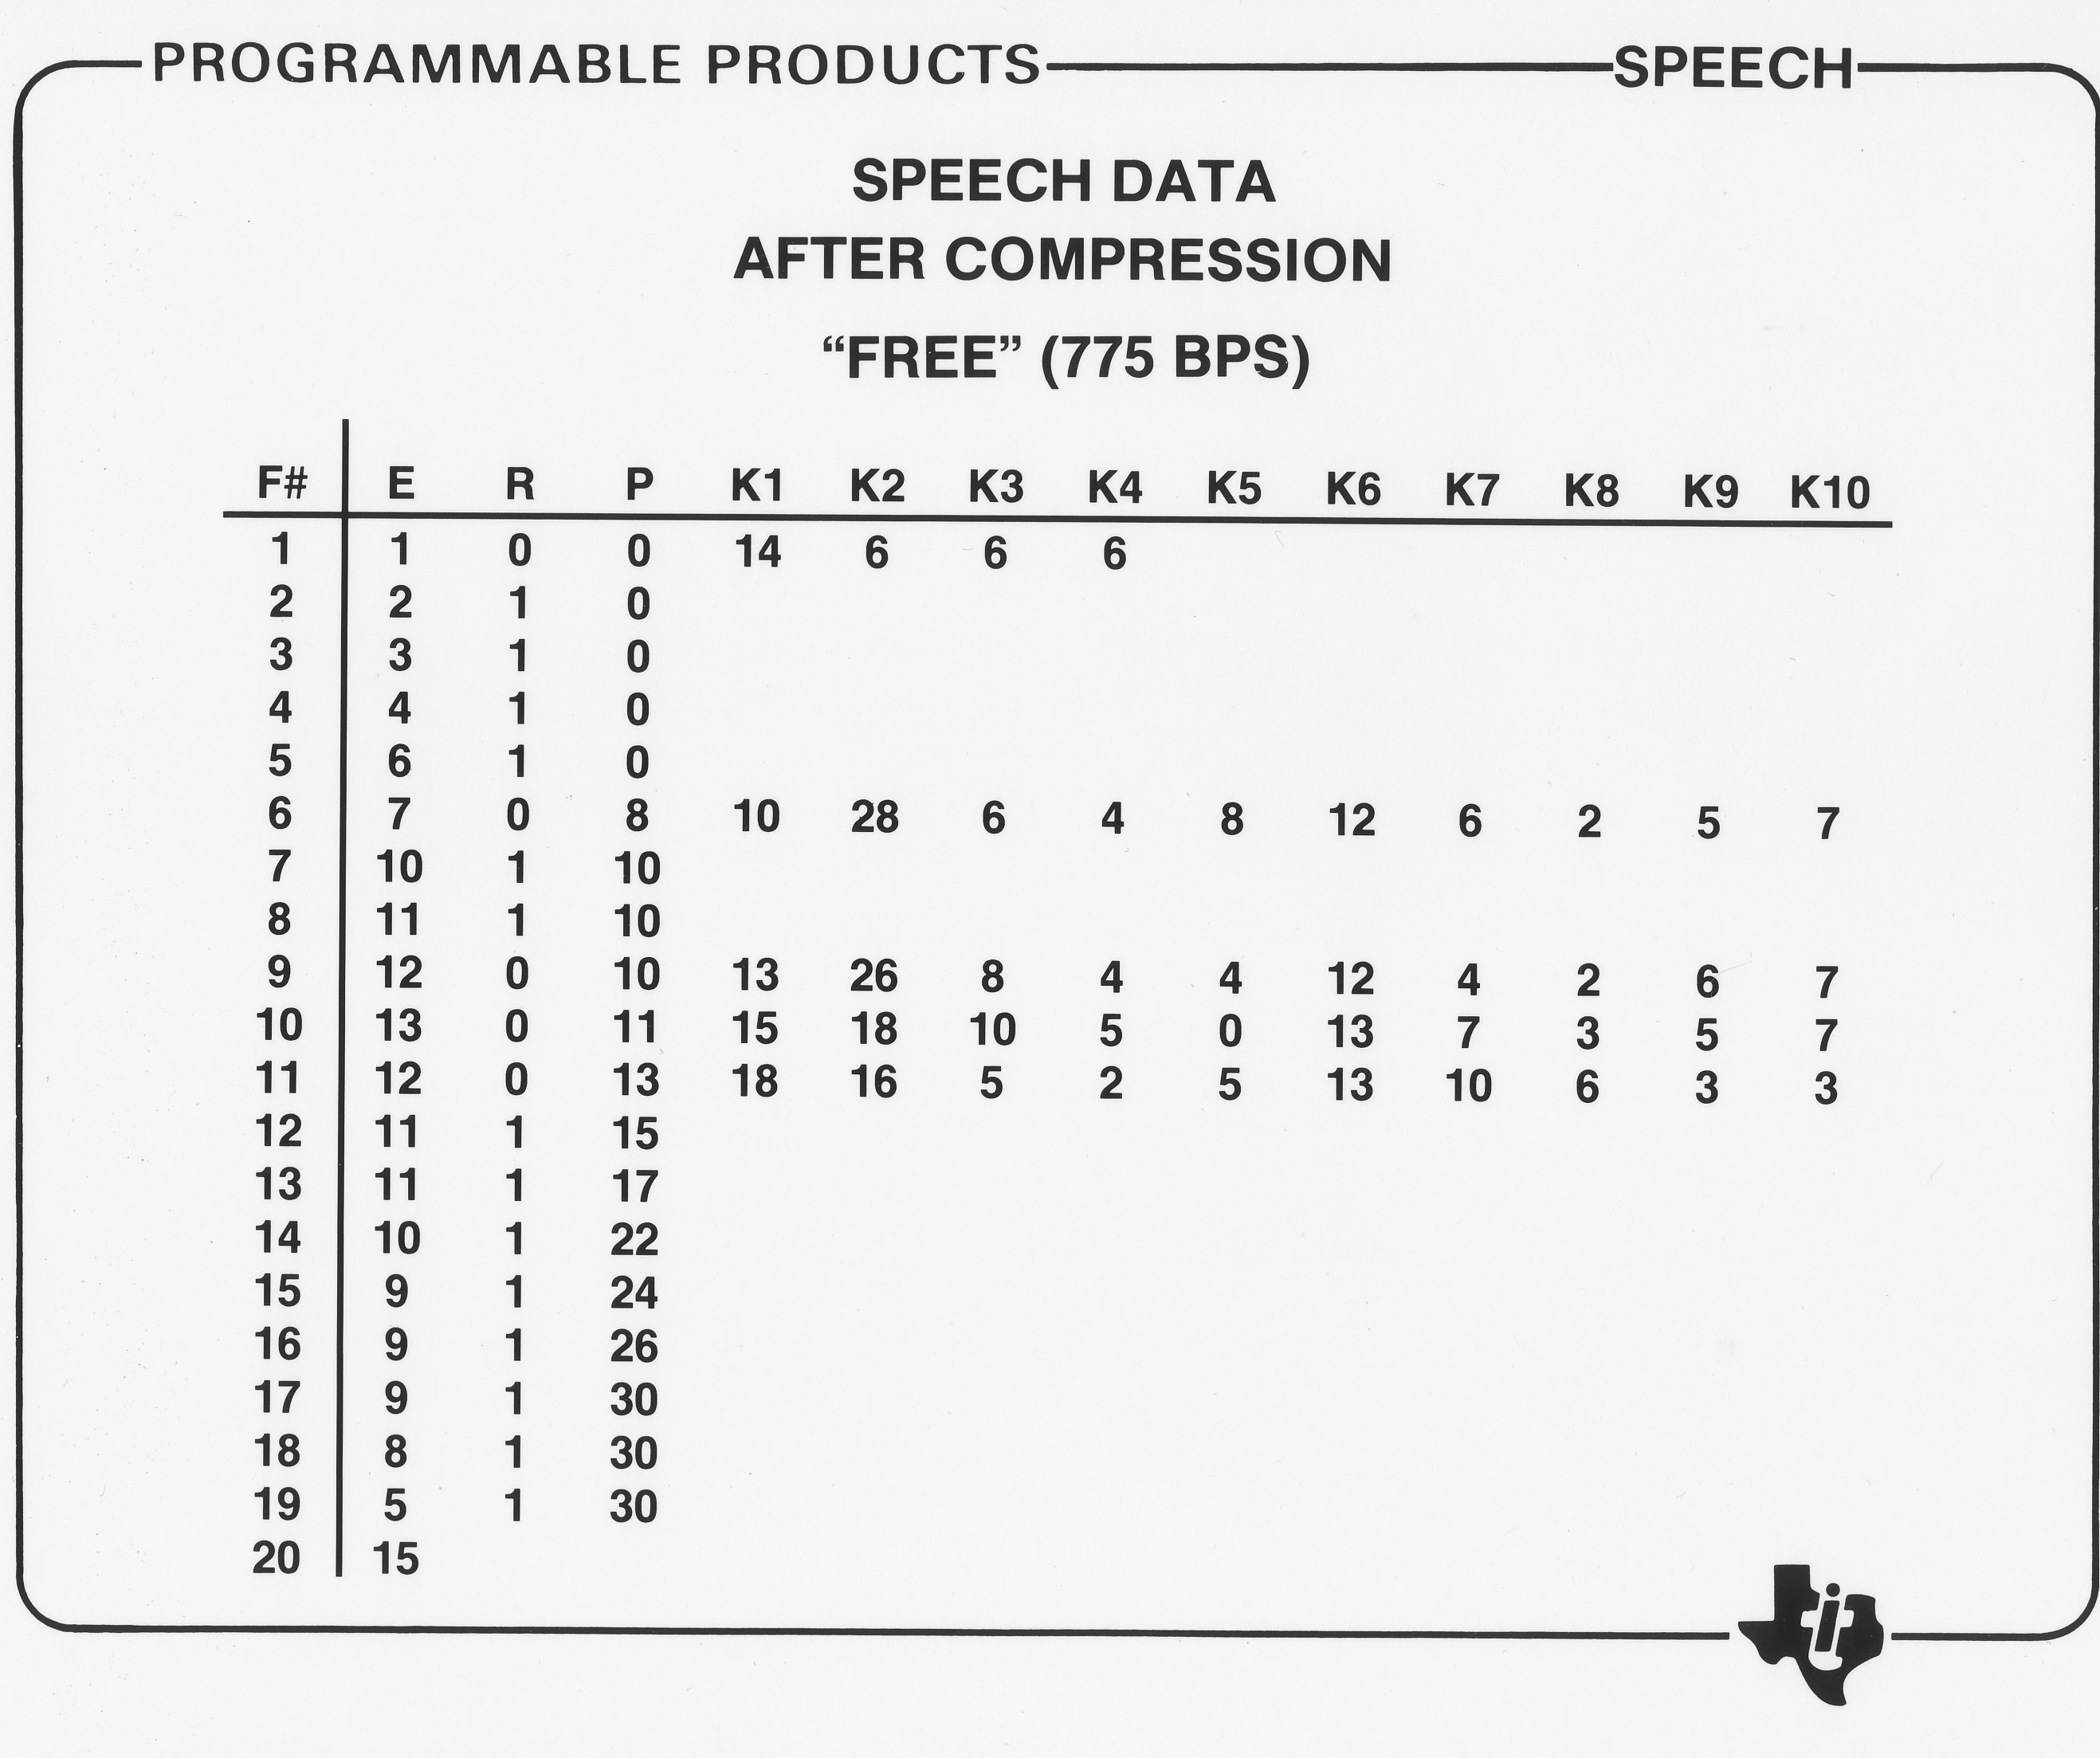 PROGRAMMABLE PRODUCTS SPEECH
SPEECH DATA
AFTER COMPRESSION
“FREE” (775 BPS)
F# E R P K1 K2 K3 K4 K5 K6 K7 K8 K9 K10
1 1 0 0 14 6 6 6
2 2 1 0
3 3 1 0
4 4 1 0
5 6 1 0
6 7 0 8 10 28 6 4 8 12 6 2 5 7
7 10 1 10
8 11 1 10
9 12 0 10 13 26 8 4 4 12 4 2 6 7
10 13 0 11 15 18 10 5 0 13 7 3 5 7
11 12 0 13 18 16 5 2 5 13 10 6 3 3
12 11 1 15
13 11 1 17
14 10 1 22
15 9 1 24
16 9 1 26
17 9 1 30
18 8 1 30
19 5 1 30
20 15